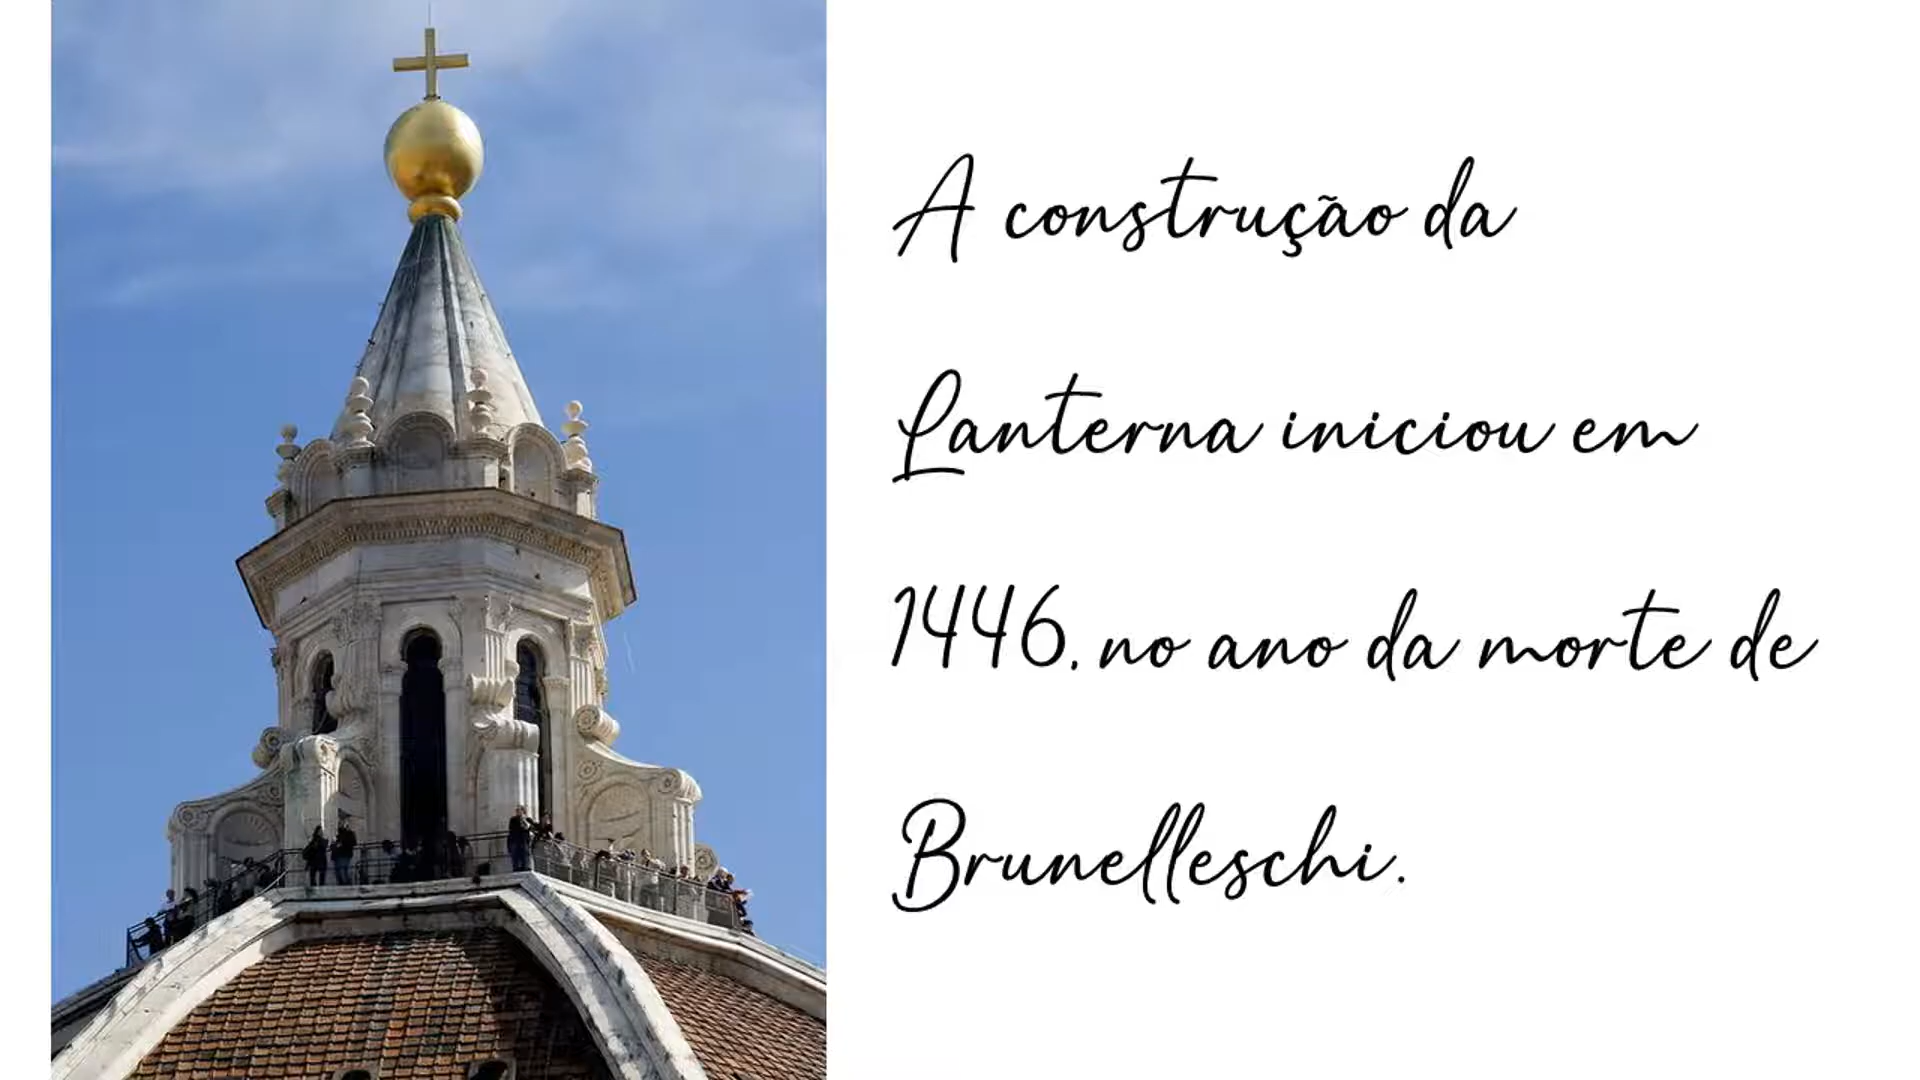 A construção da
Lanterna iniciou em
1446, no ano da morte de
Brunelleschi.